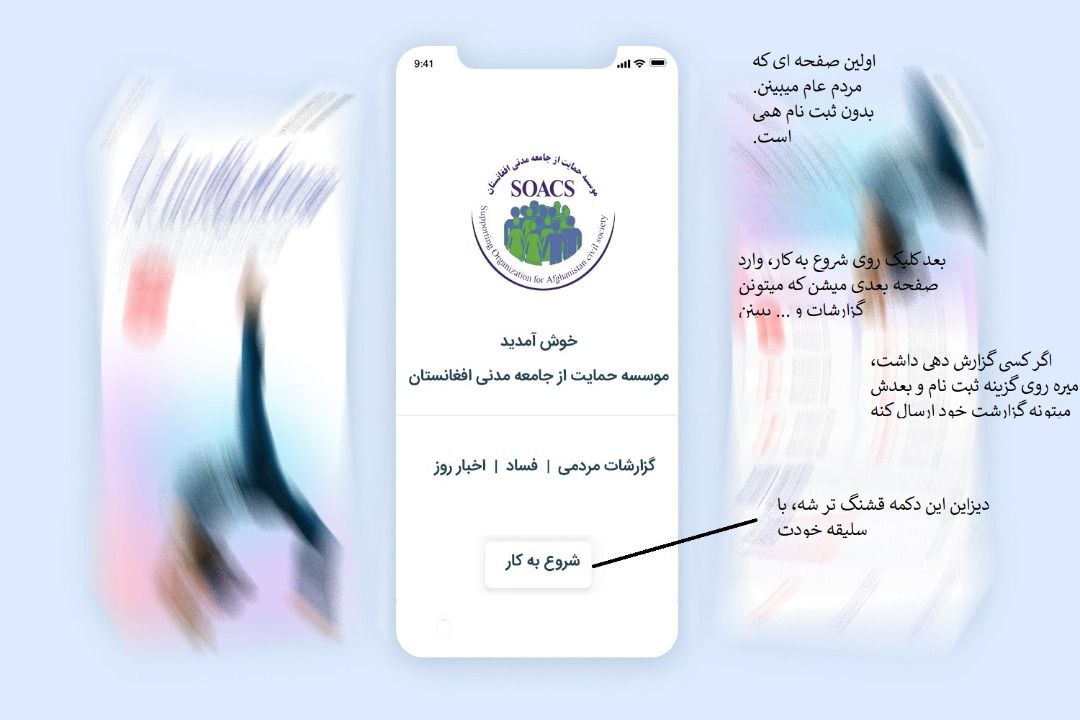 9:41
موسسه حمایت از جامعه مدنی افغانستان
SOACS
Supporting Organization for Afghanistan civil society
خوش آمدید
موسسه حمایت از جامعه مدنی افغانستان
گزارشات مردمی | فساد | اخبار روز
شروع به کار
اولین صفحه ای که
مردم عام میبینن.
بدون ثبت نام همی
است.
بعد کلیک روی شروع به کار، وارد
صفحه بعدی میشن که میتونن
گزارشات و ... ببینن
اگر کسی گزارش دهی داشت،
میره روی گزینه ثبت نام و بعدش
میتونه گزارشت خود ارسال کنه
دیزاین این دکمه قشنگ تر شه، با
سلیقه خودت